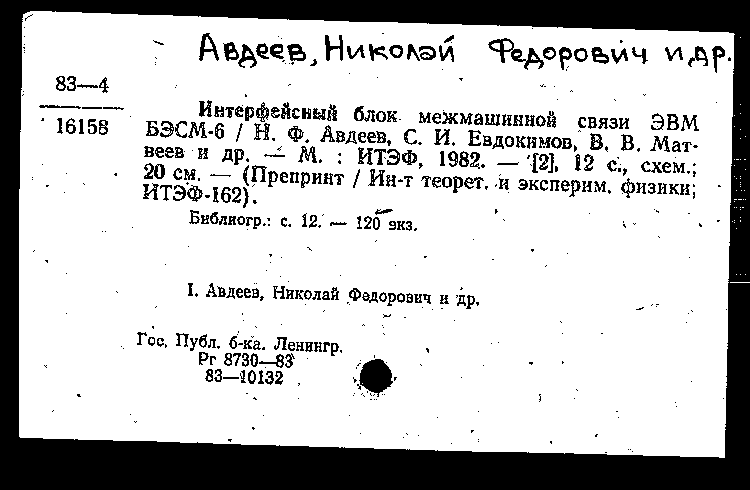 Авдеев, Николай Федорович и др.
83—4
16158
Интерфейсный блок межмашинной связи ЭВМ
БЭСМ-6 / Н. Ф. Авдеев, С. И. Евдокимов, В. В. Мат-
веев и др. — М. : ИТЭФ, 1982. — [2], 12 с., схем.;
20 см. — (Препринт / Ин-т теорет. и эксперим. физики;
ИТЭФ-162).
Библиогр.: с. 12. — 120 экз.
I. Авдеев, Николай Федорович и др.
Гос. Публ. б-ка. Ленингр.
Рг 8730—83
83—10132